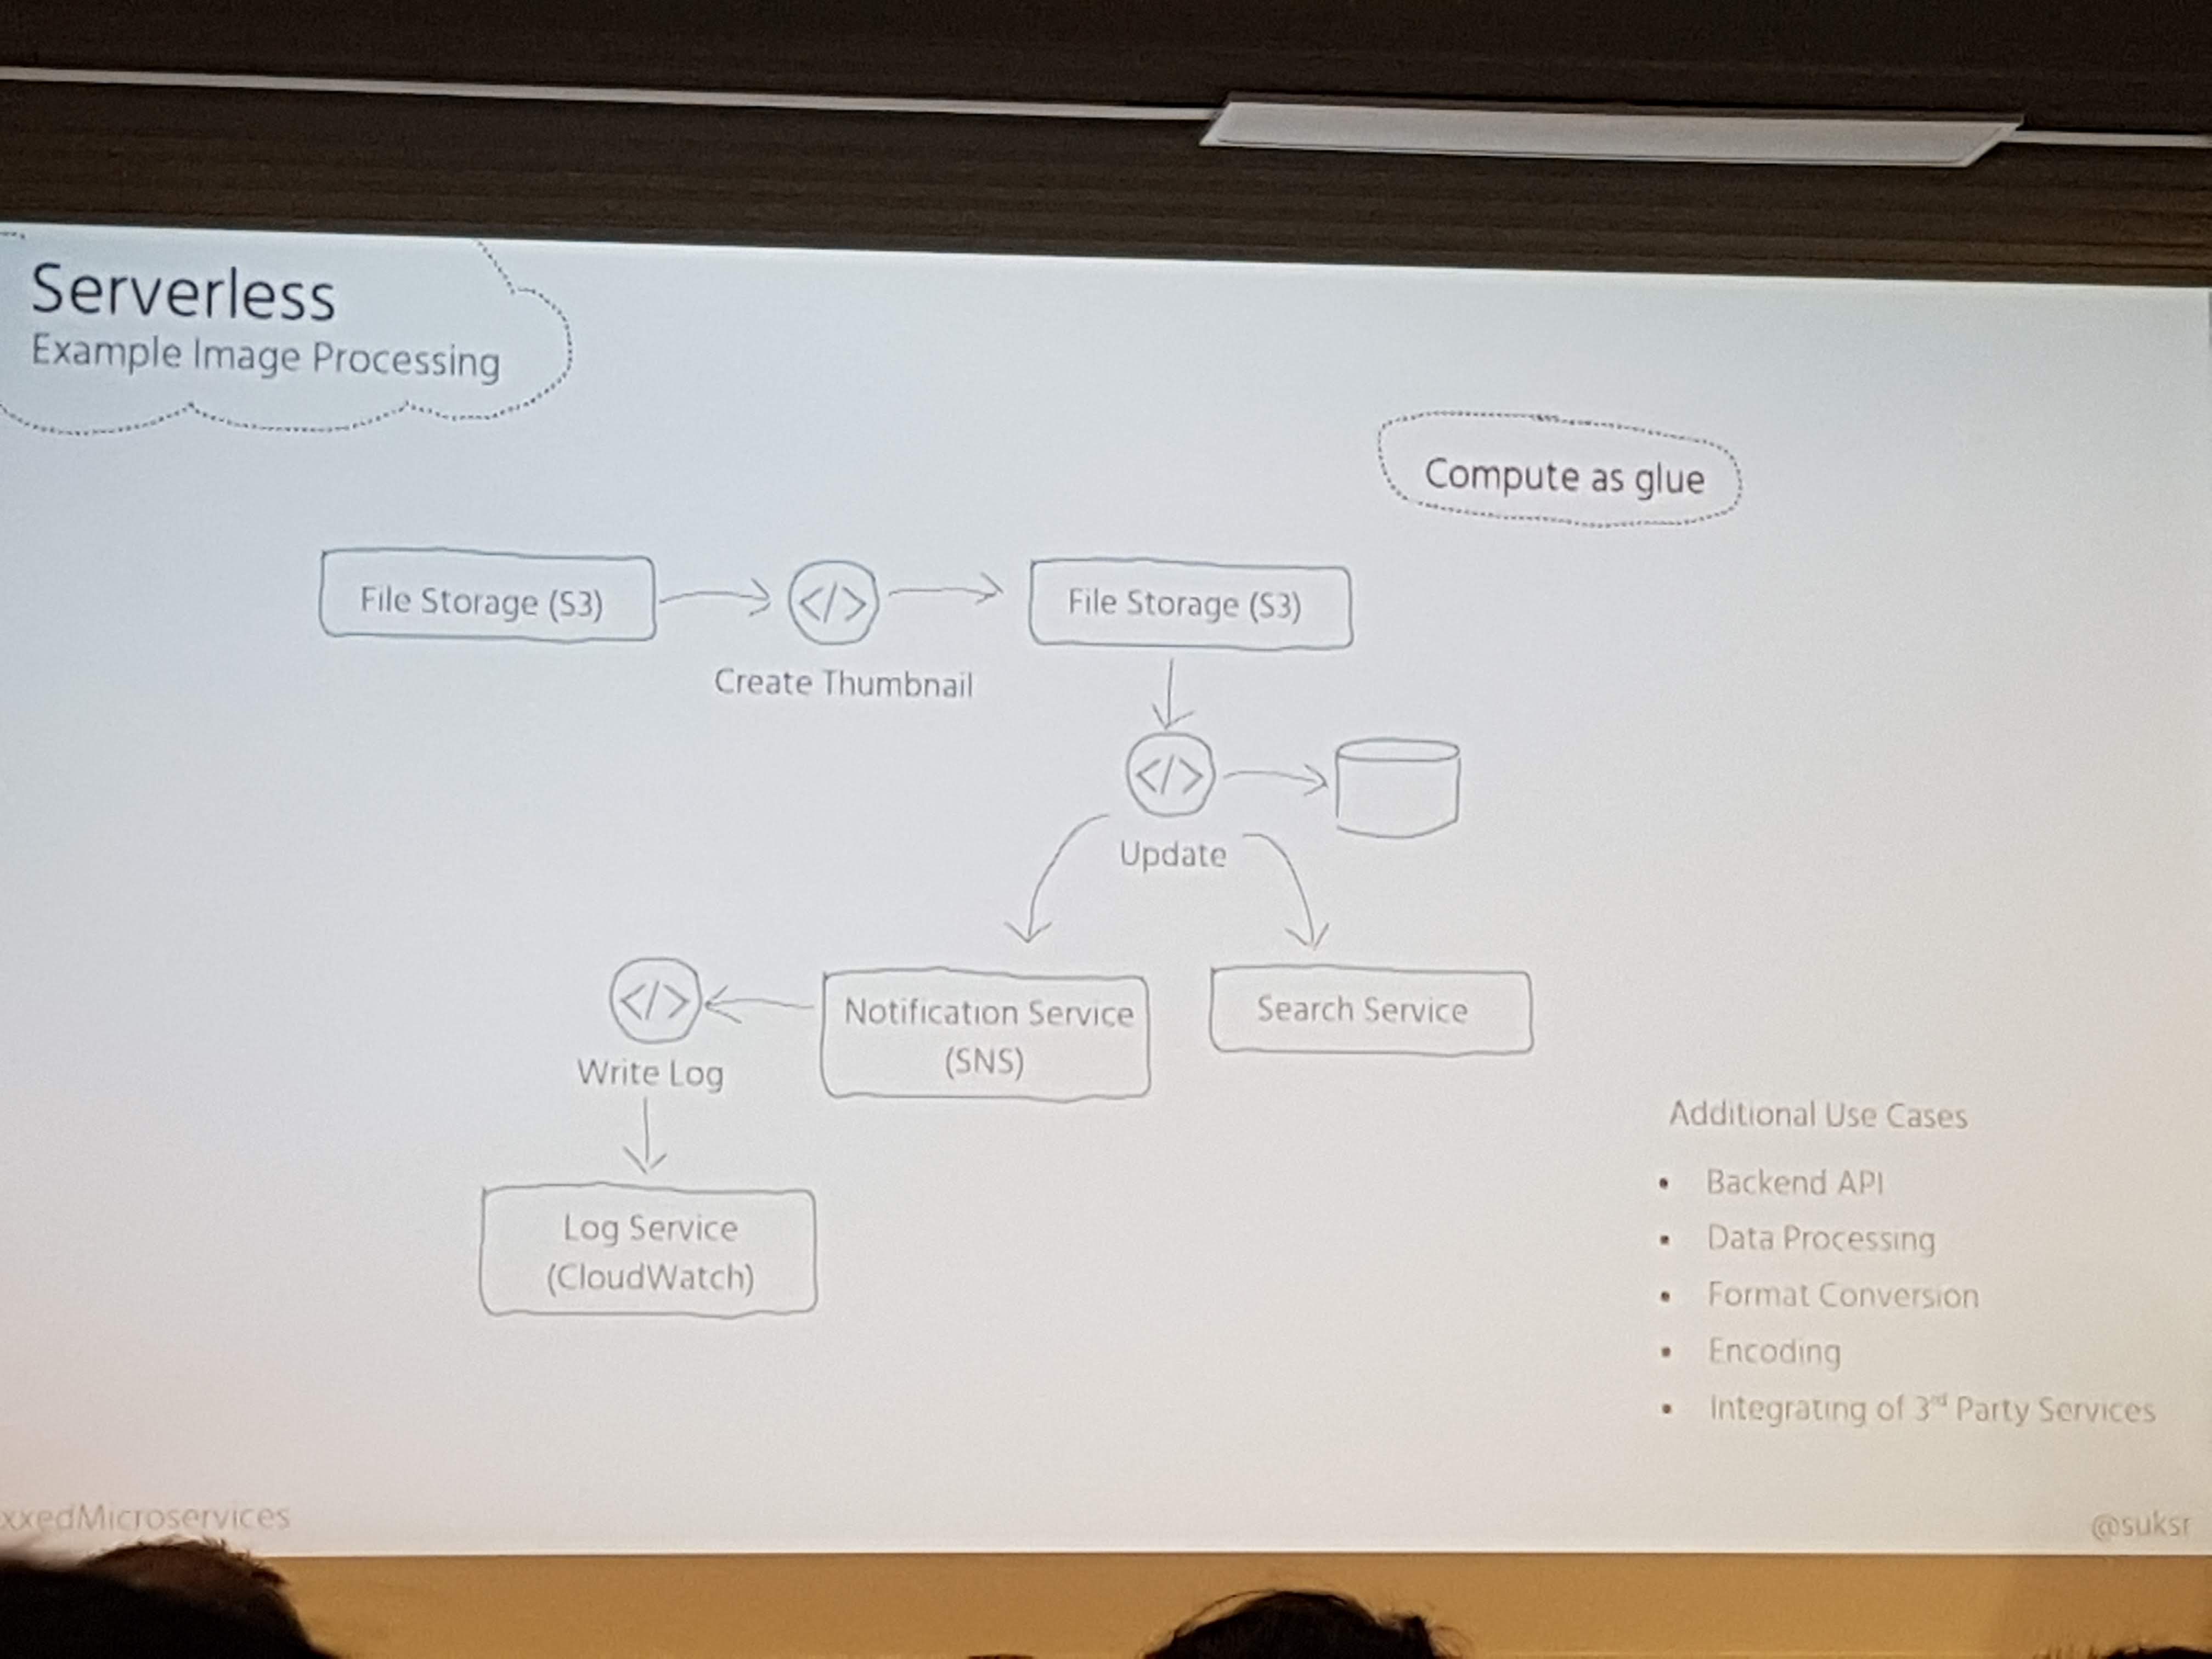 Serverless
Example Image Processing
Compute as glue
File Storage (S3)
</>
File Storage (S3)
Create Thumbnail
</>
Update
</>
Write Log
Notification Service
(SNS)
Search Service
Log Service
(CloudWatch)
Additional Use Cases
• Backend API
• Data Processing
• Format Conversion
• Encoding
• Integrating of 3rd Party Services
xxedMicroservices
@suksr